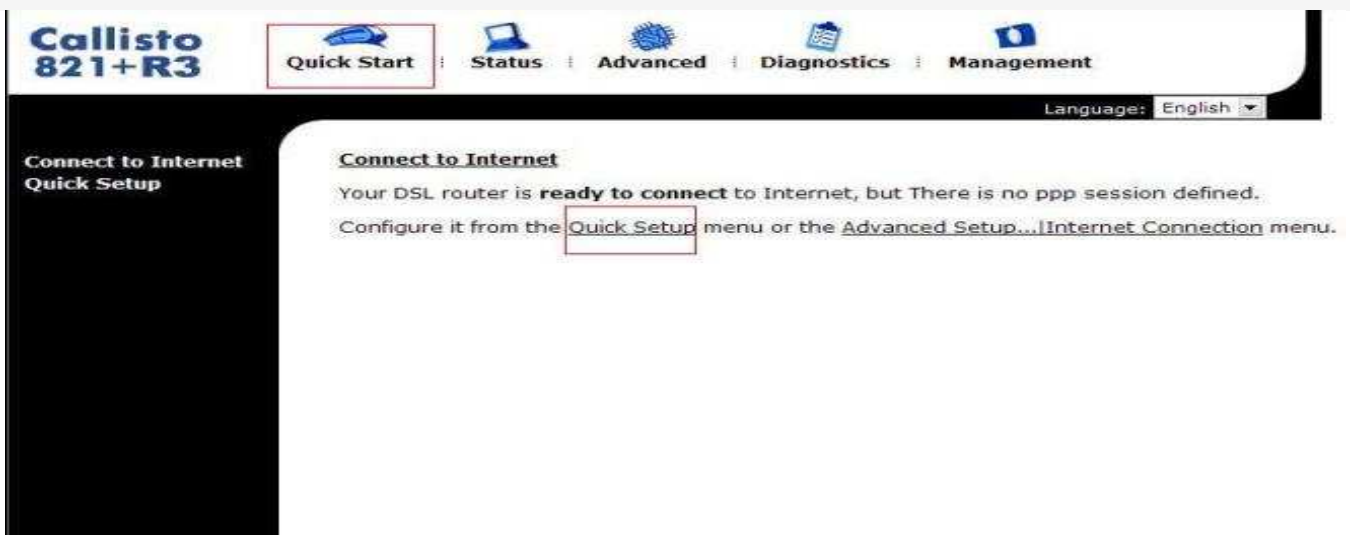 Callisto
821+R3
Quick Start
Status
Advanced
Diagnostics
Management
Language: English
Connect to Internet
Quick Setup
Connect to Internet
Your DSL router is ready to connect to Internet, but There is no ppp session defined.
Configure it from the Quick Setup menu or the Advanced Setup...|Internet Connection menu.